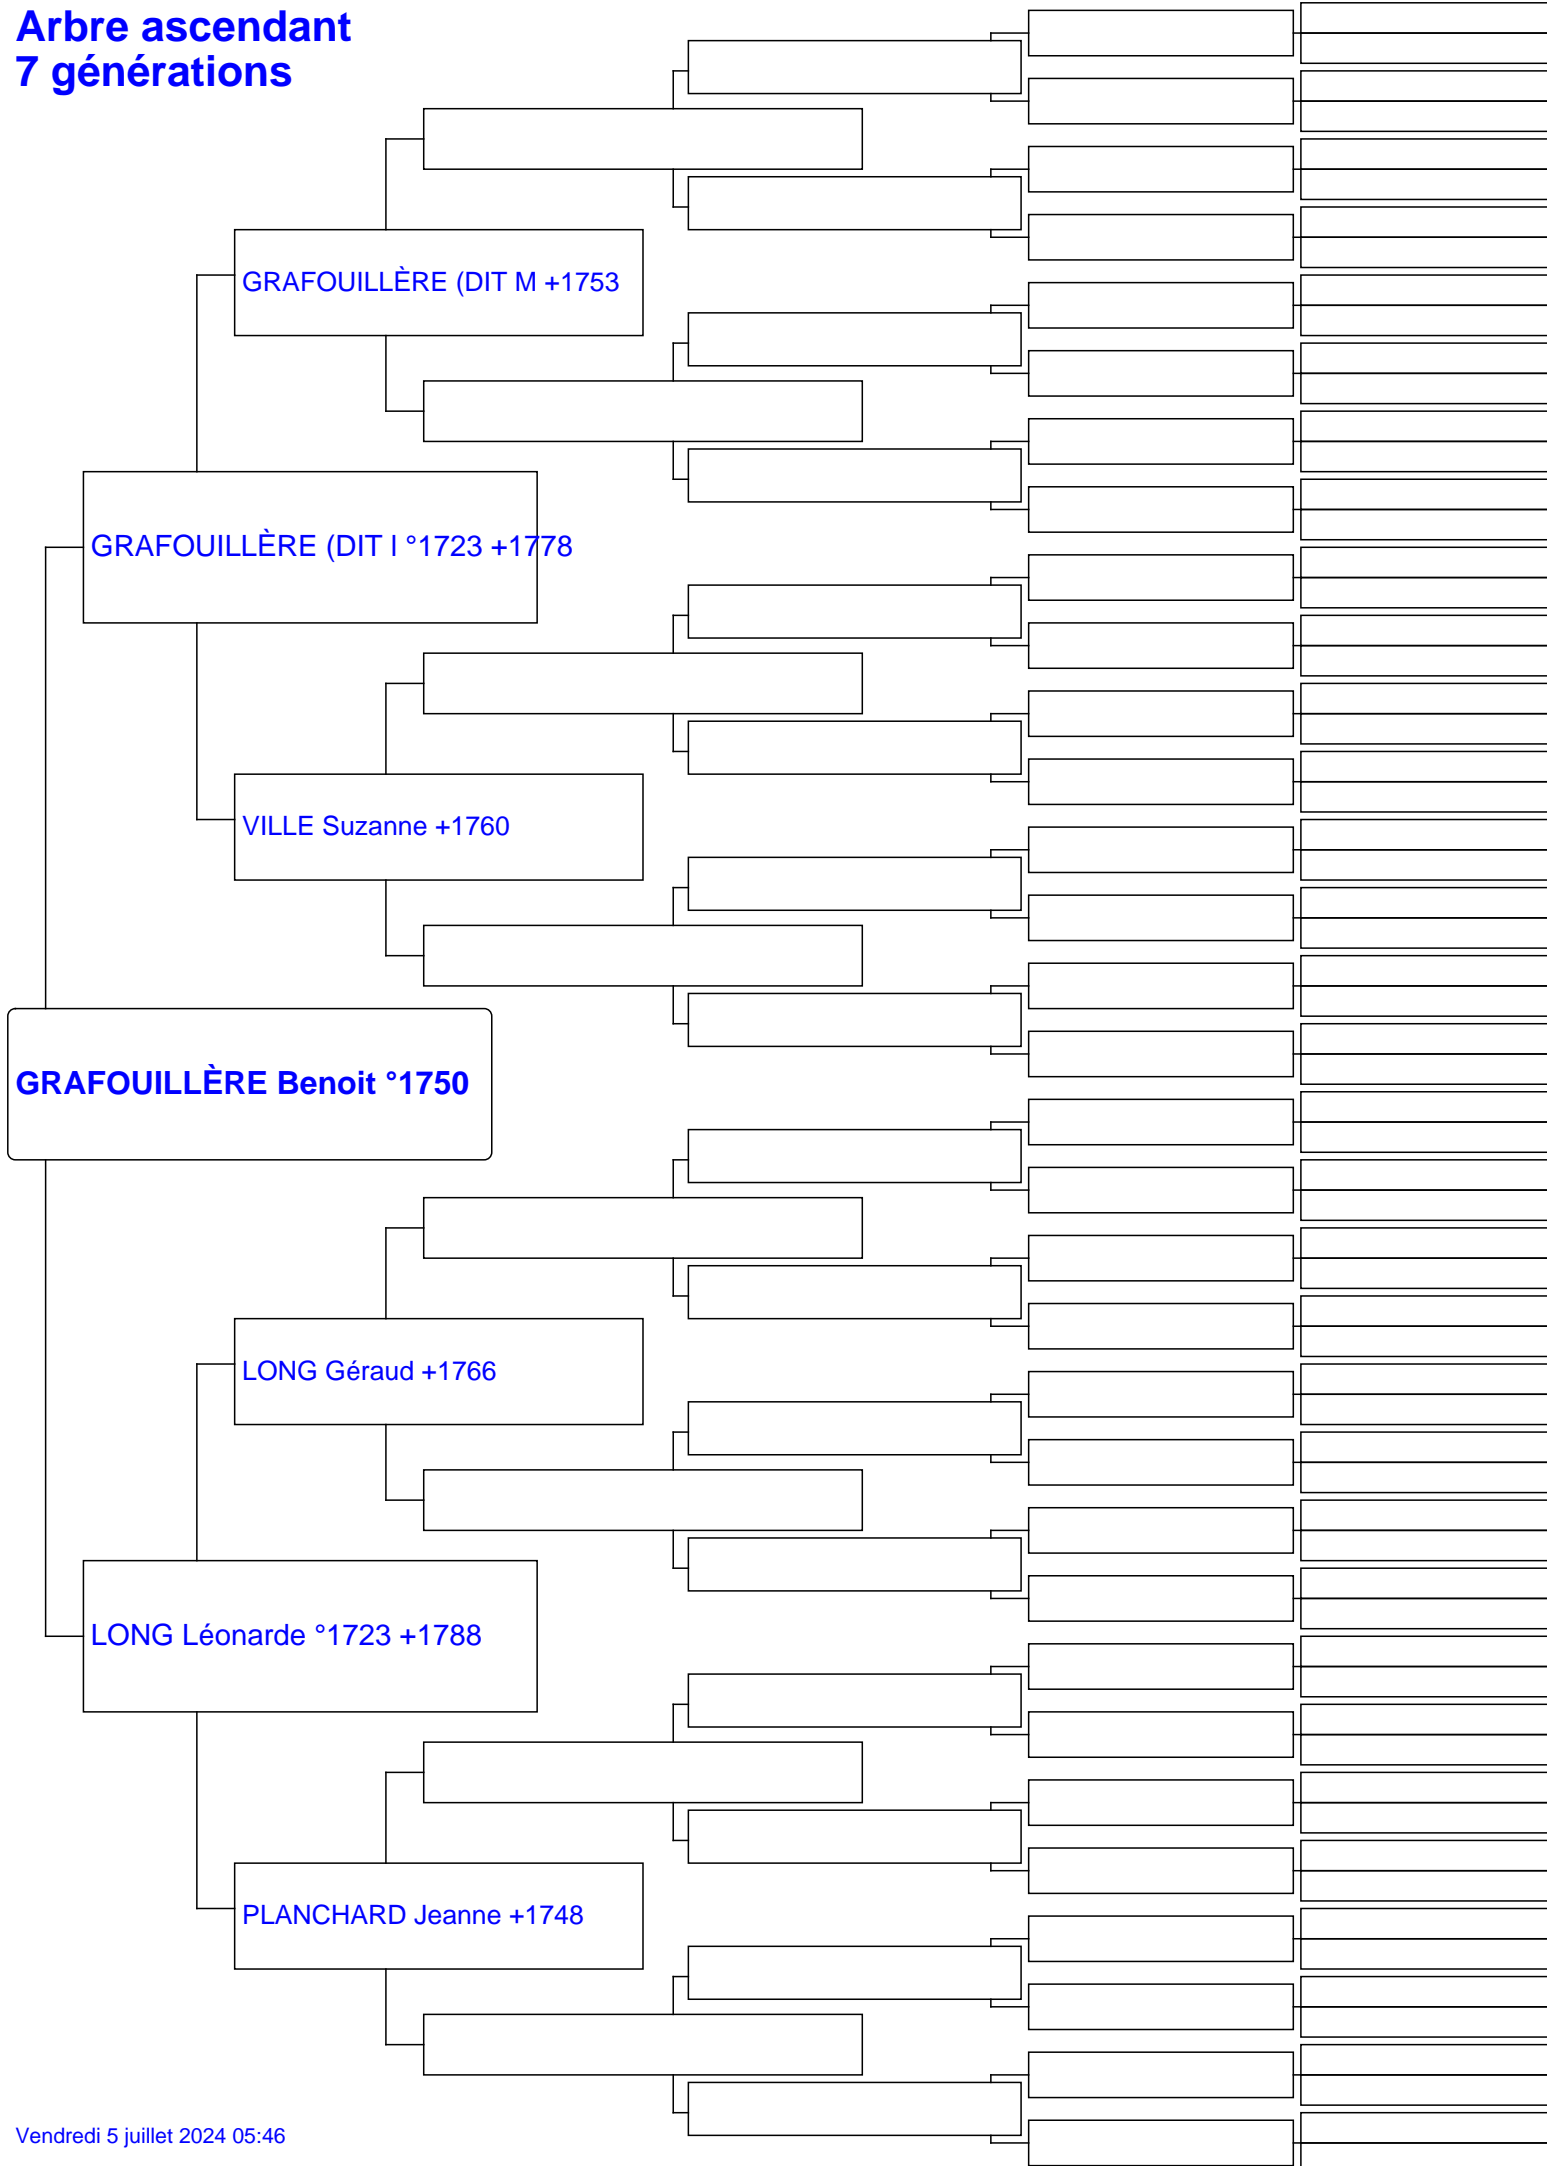 Arbre ascendant
7 générations
GRAFOUILLÈRE (DIT M +1753
GRAFOUILLÈRE (DIT I °1723 +1778
VILLE Suzanne +1760
GRAFOUILLÈRE Benoit °1750
LONG Géraud +1766
LONG Léonarde °1723 +1788
PLANCHARD Jeanne +1748
Vendredi 5 juillet 2024 05:46